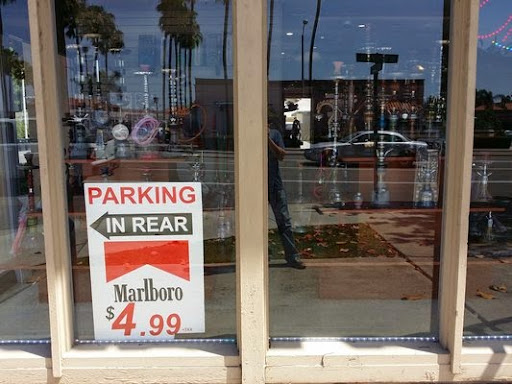 PARKING
IN REAR
Marlboro
$4.99